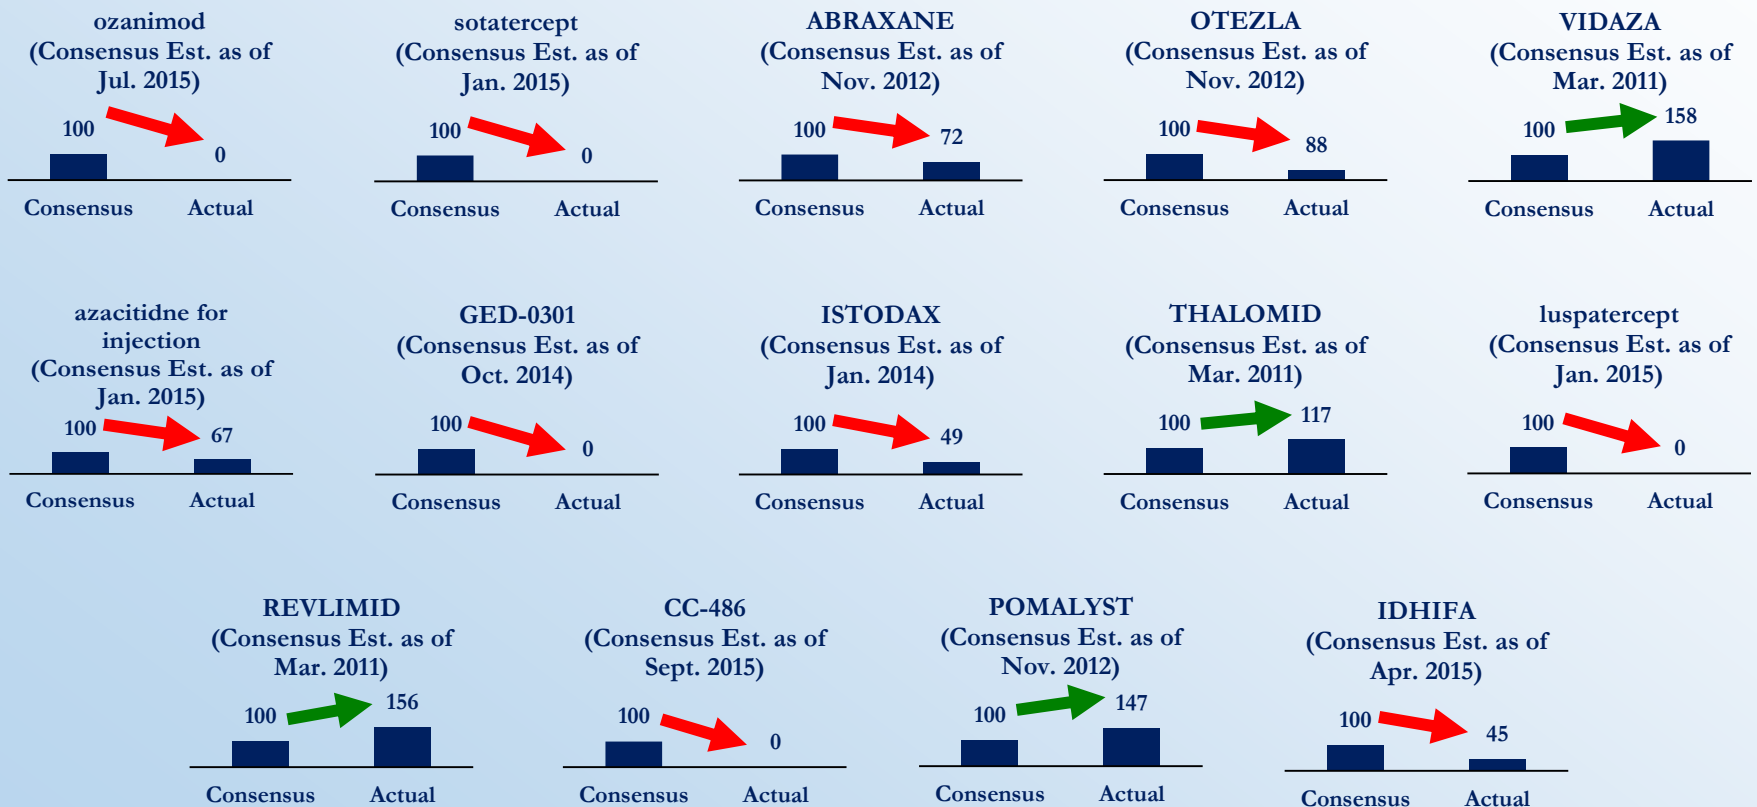 ozanimod
(Consensus Est. as of
Jul. 2015)
100
0
Consensus
Actual
sotatercept
(Consensus Est. as of
Jan. 2015)
100
0
Consensus
Actual
ABRAXANE
(Consensus Est. as of
Nov. 2012)
100
72
Consensus
Actual
OTEZLA
(Consensus Est. as of
Nov. 2012)
100
88
Consensus
Actual
VIDAZA
(Consensus Est. as of
Mar. 2011)
100
158
Consensus
Actual
azacitidne for
injection
(Consensus Est. as of
Jan. 2015)
100
67
Consensus
Actual
GED-0301
(Consensus Est. as of
Oct. 2014)
100
0
Consensus
Actual
ISTODAX
(Consensus Est. as of
Jan. 2014)
100
49
Consensus
Actual
THALOMID
(Consensus Est. as of
Mar. 2011)
100
117
Consensus
Actual
luspatercept
(Consensus Est. as of
Jan. 2015)
100
0
Consensus
Actual
REVLIMID
(Consensus Est. as of
Mar. 2011)
100
156
Consensus
Actual
CC-486
(Consensus Est. as of
Sept. 2015)
100
0
Consensus
Actual
POMALYST
(Consensus Est. as of
Nov. 2012)
100
147
Consensus
Actual
IDHIFA
(Consensus Est. as of
Apr. 2015)
100
45
Consensus
Actual